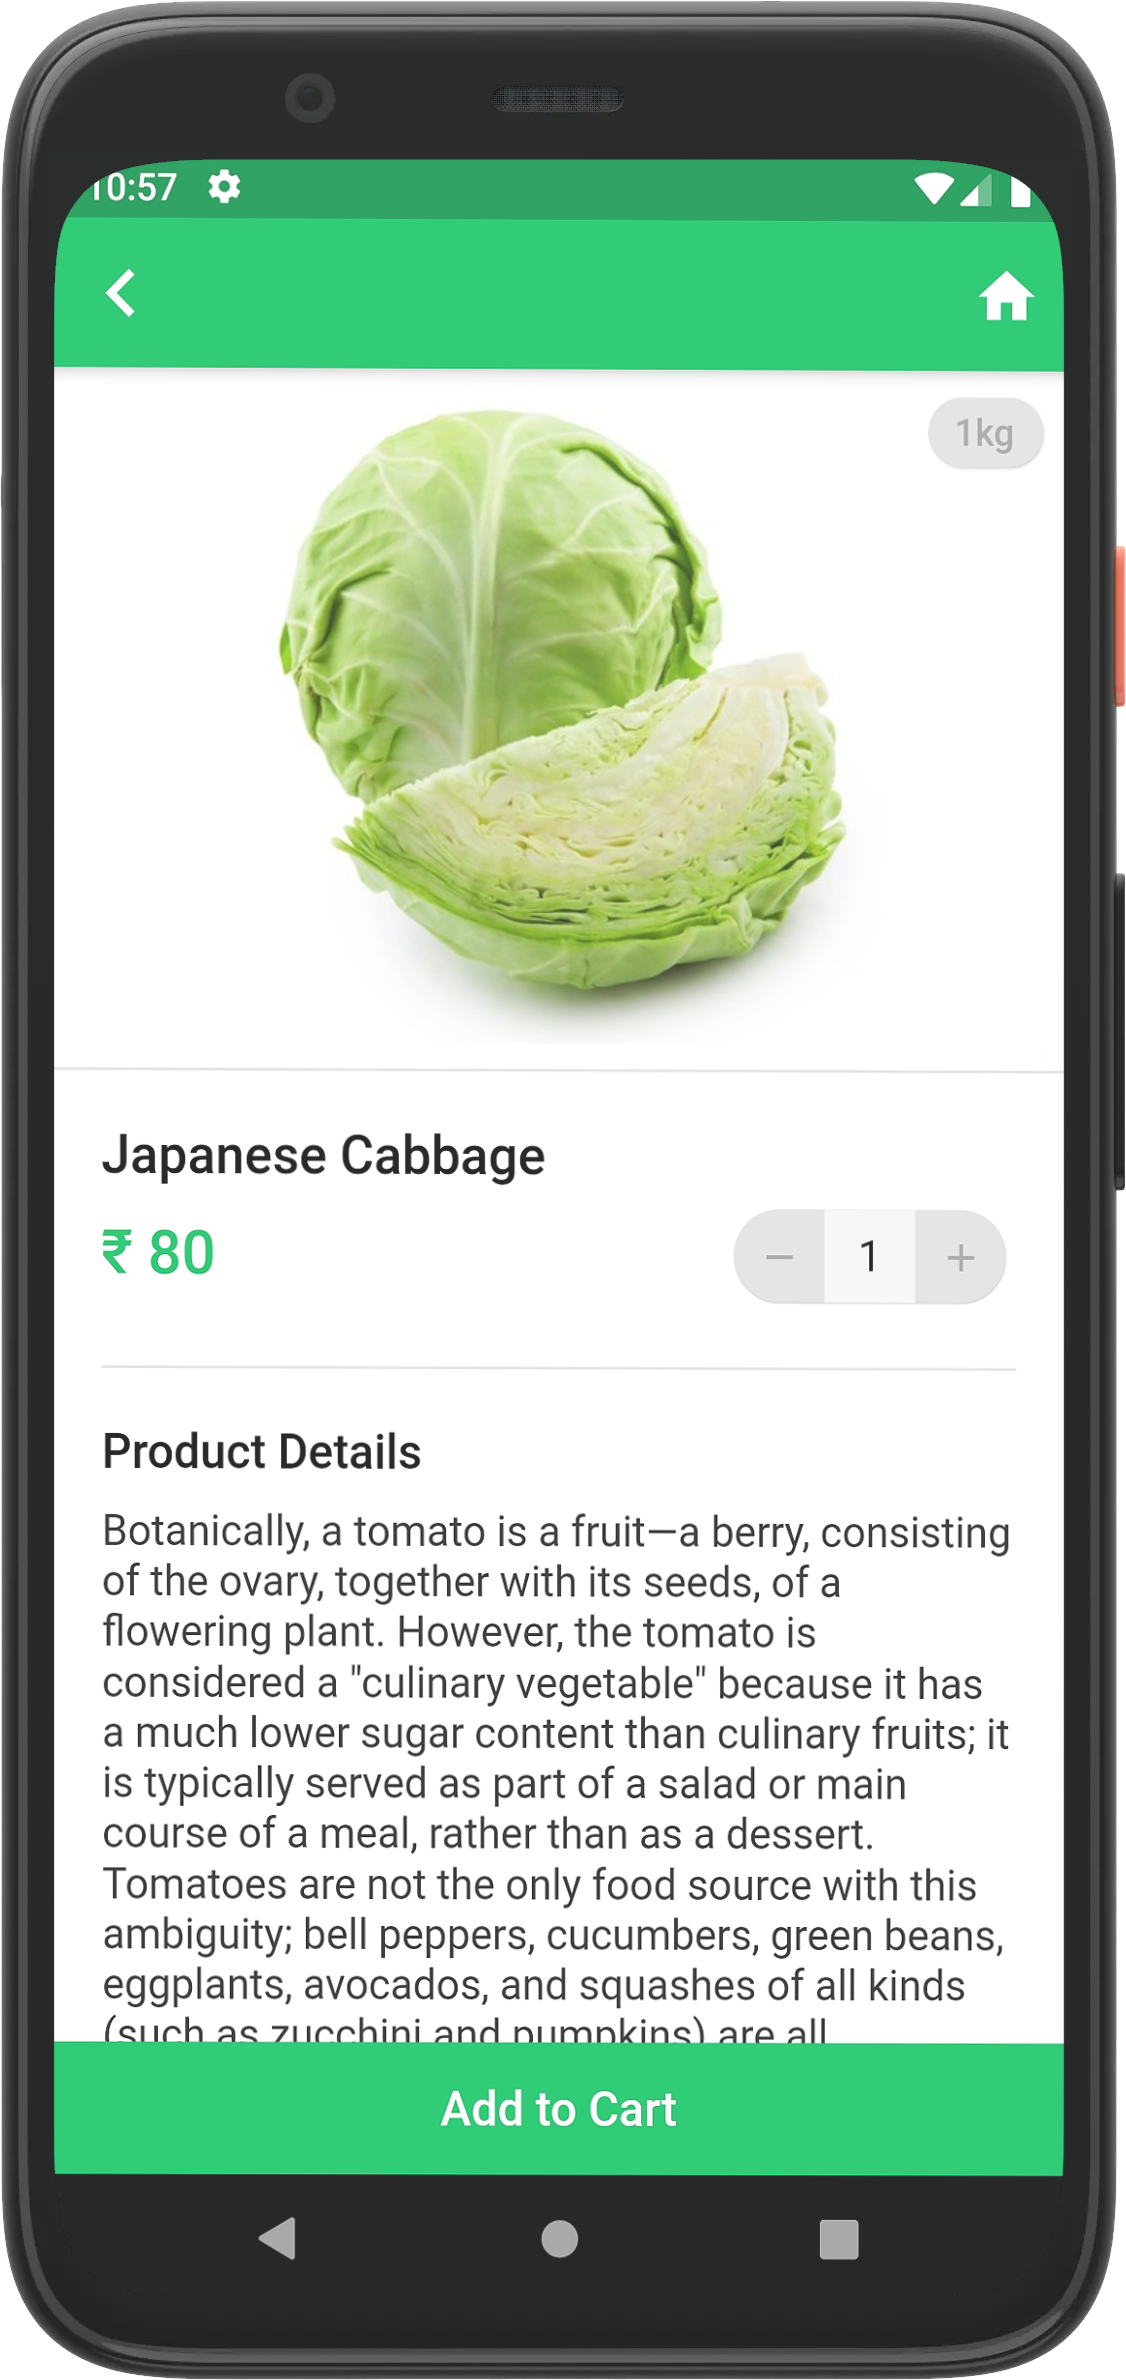 10:57
1kg
Japanese Cabbage
₹ 80
− 1 +
Product Details
Botanically, a tomato is a fruit—a berry, consisting
of the ovary, together with its seeds, of a
flowering plant. However, the tomato is
considered a "culinary vegetable" because it has
a much lower sugar content than culinary fruits; it
is typically served as part of a salad or main
course of a meal, rather than as a dessert.
Tomatoes are not the only food source with this
ambiguity; bell peppers, cucumbers, green beans,
eggplants, avocados, and squashes of all kinds
(such as zucchini and pumpkins) are all
Add to Cart